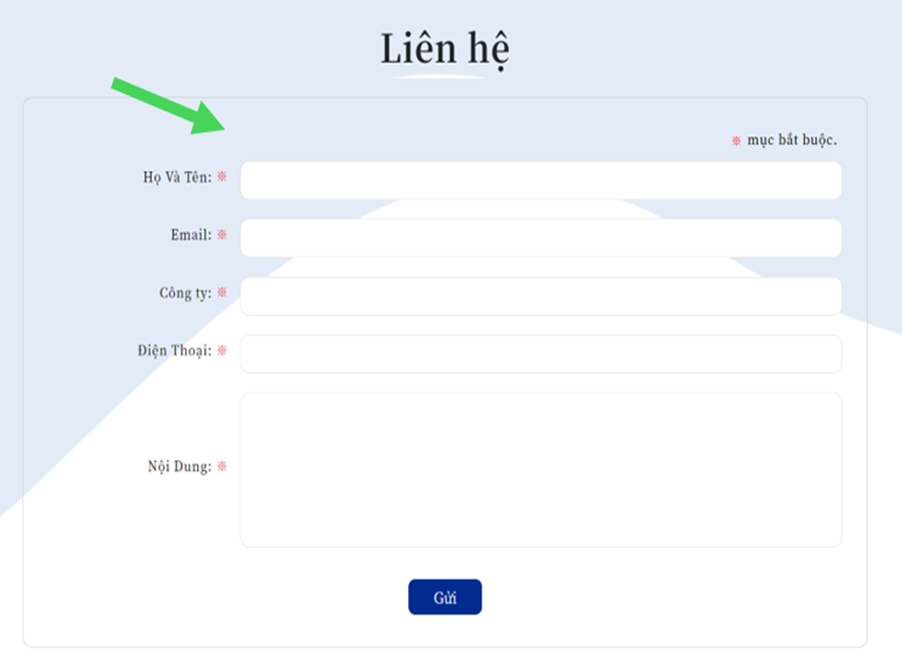 Liên hệ
※ mục bắt buộc.
Họ Và Tên: ※
Email: ※
Công ty: ※
Điện Thoại: ※
Nội Dung: ※
Gửi